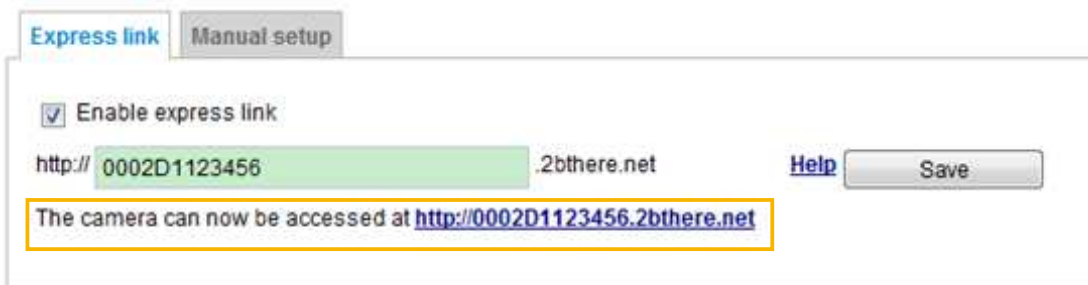 Express link Manual setup
Enable express link
http:// 0002D1123456 .2bthere.net Help Save
The camera can now be accessed at http://0002D1123456.2bthere.net